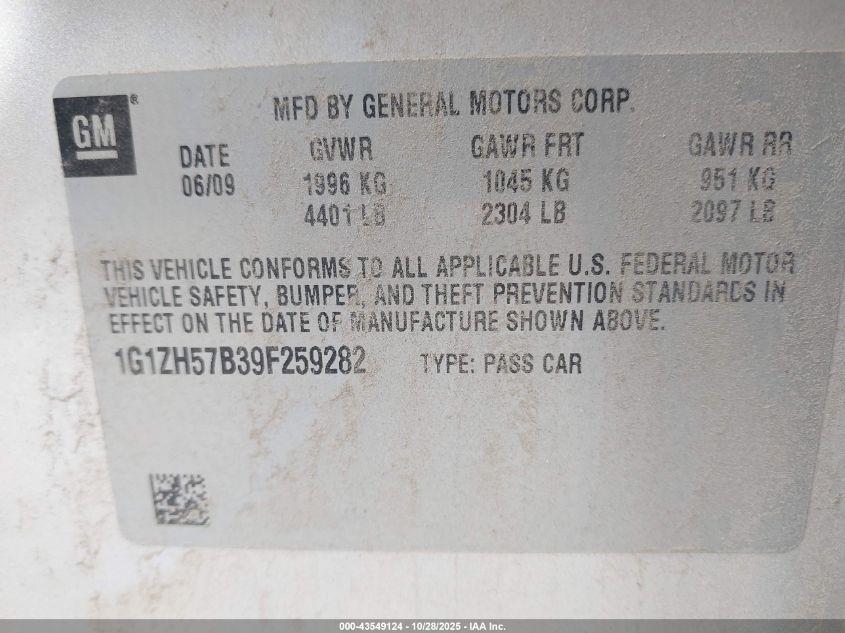 GM®
MFD BY GENERAL MOTORS CORP.
DATE GVWR GAWR FRT GAWR RR
06/09 1996 KG 1045 KG 951 KG
4401 LB 2304 LB 2097 LB
THIS VEHICLE CONFORMS TO ALL APPLICABLE U.S. FEDERAL MOTOR
VEHICLE SAFETY, BUMPER, AND THEFT PREVENTION STANDARDS IN
EFFECT ON THE DATE OF MANUFACTURE SHOWN ABOVE.
1G1ZH57B39F259282 TYPE: PASS CAR
000-43549124 - 10/28/2025 - IAA Inc.